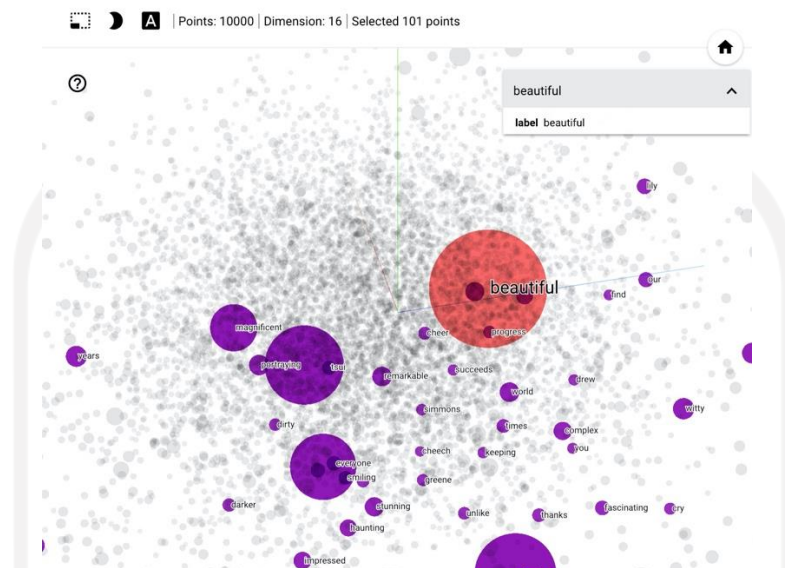 A
Points: 10000 | Dimension: 16 | Selected 101 points
beautiful
label beautiful
lily
our
find
beautiful
magnificent
cheer
progress
years
portraying
tsui
remarkable
succeeds
drew
world
simmons
witty
dirty
times
complex
cheech
keeping
you
everyone
smiling
greene
darker
stunning
unlike
thanks
fascinating
cry
haunting
impressed